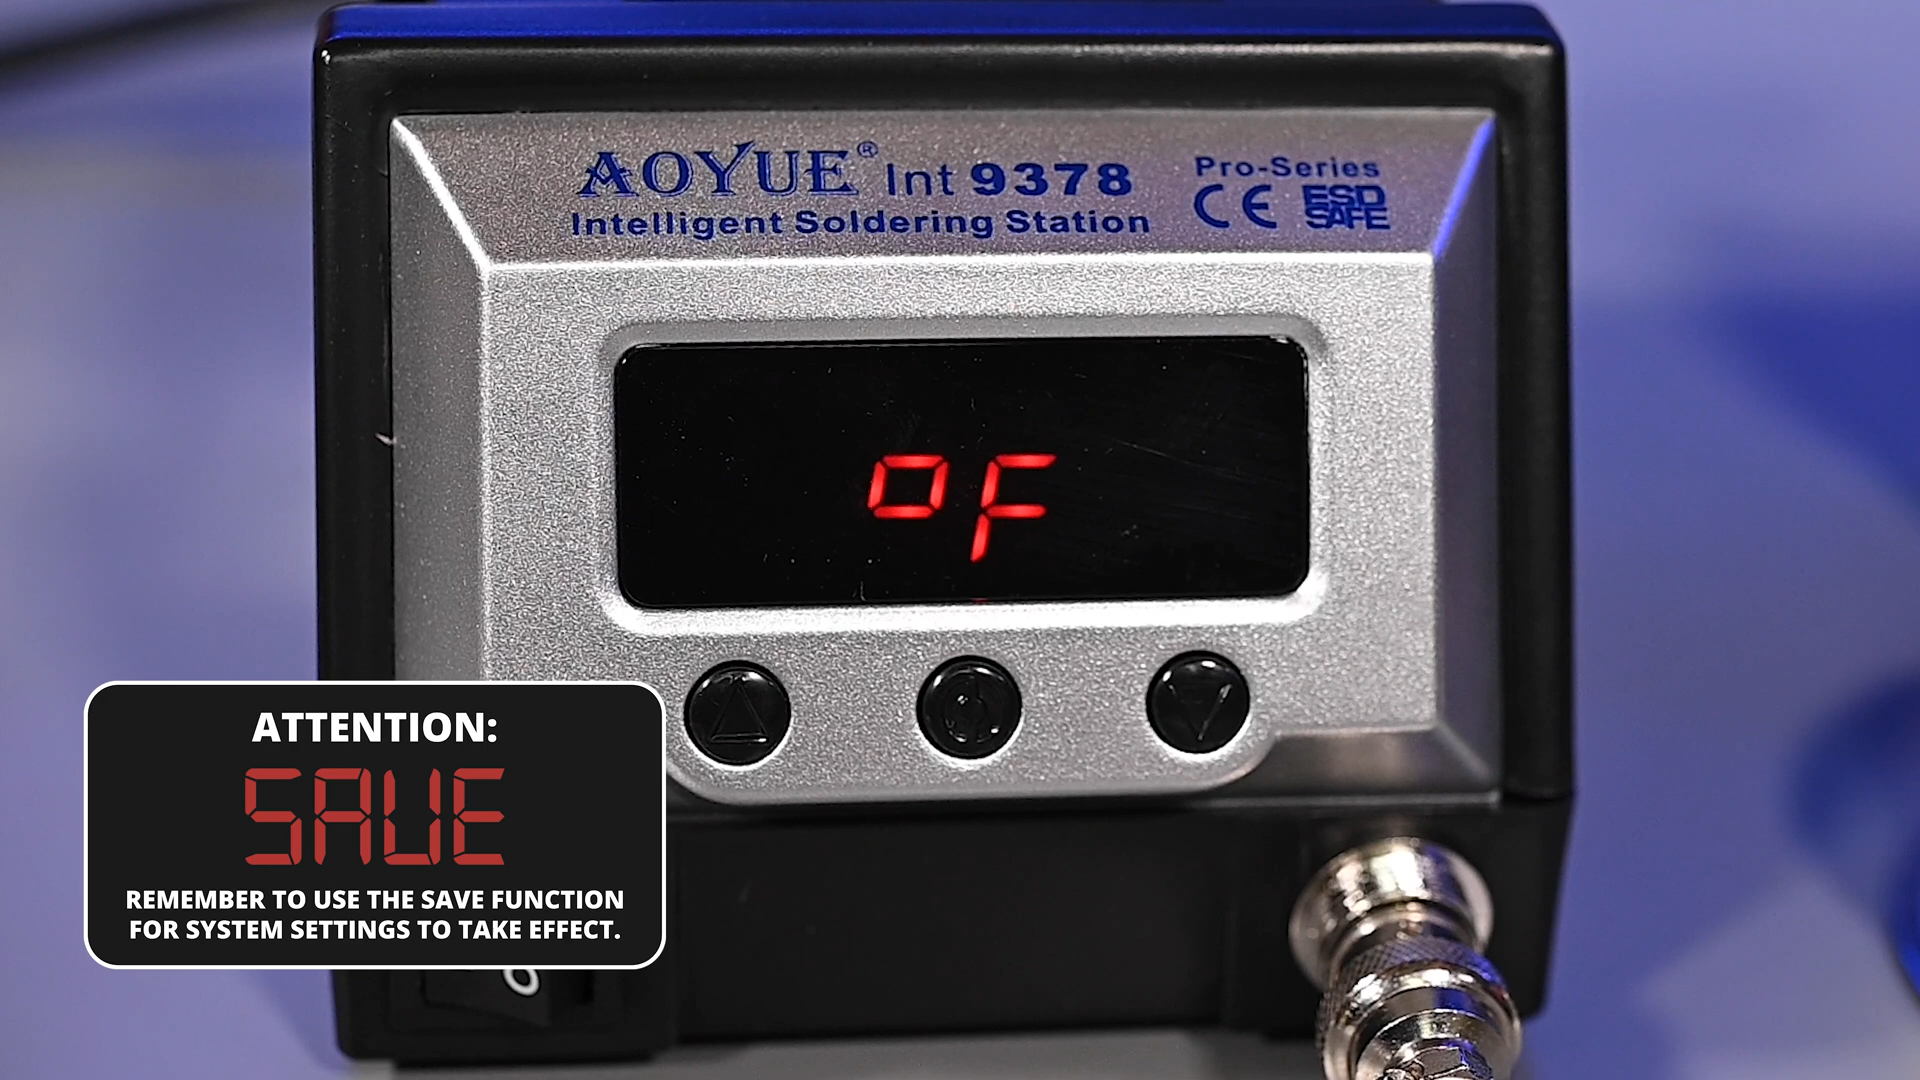 AOYUE® Int 9378
Intelligent Soldering Station
Pro-Series
CE ESD SAFE
°F
ATTENTION:
SAVE
REMEMBER TO USE THE SAVE FUNCTION
FOR SYSTEM SETTINGS TO TAKE EFFECT.